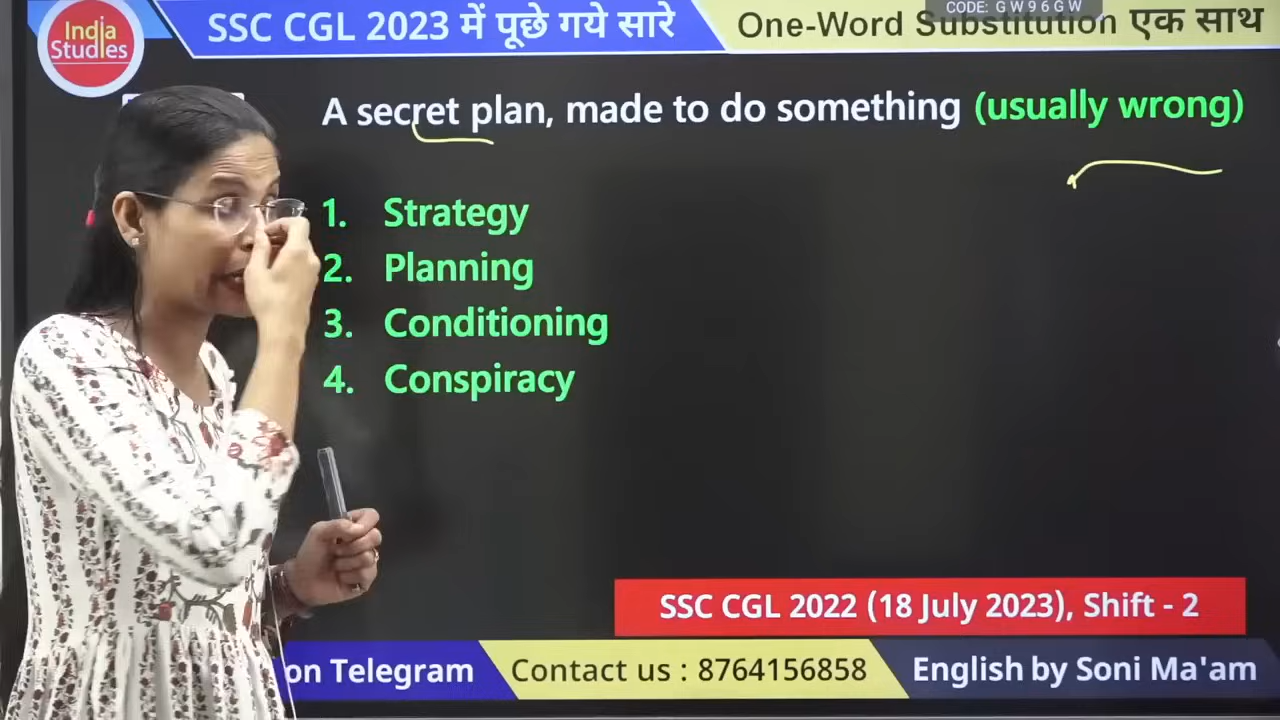 India
Studies
SSC CGL 2023 में पूछे गये सारे
One-Word Substitution एक साथ
CODE: GW96GW
A secret plan, made to do something (usually wrong)
1. Strategy
2. Planning
3. Conditioning
4. Conspiracy
SSC CGL 2022 (18 July 2023), Shift - 2
on Telegram
Contact us : 8764156858
English by Soni Ma'am